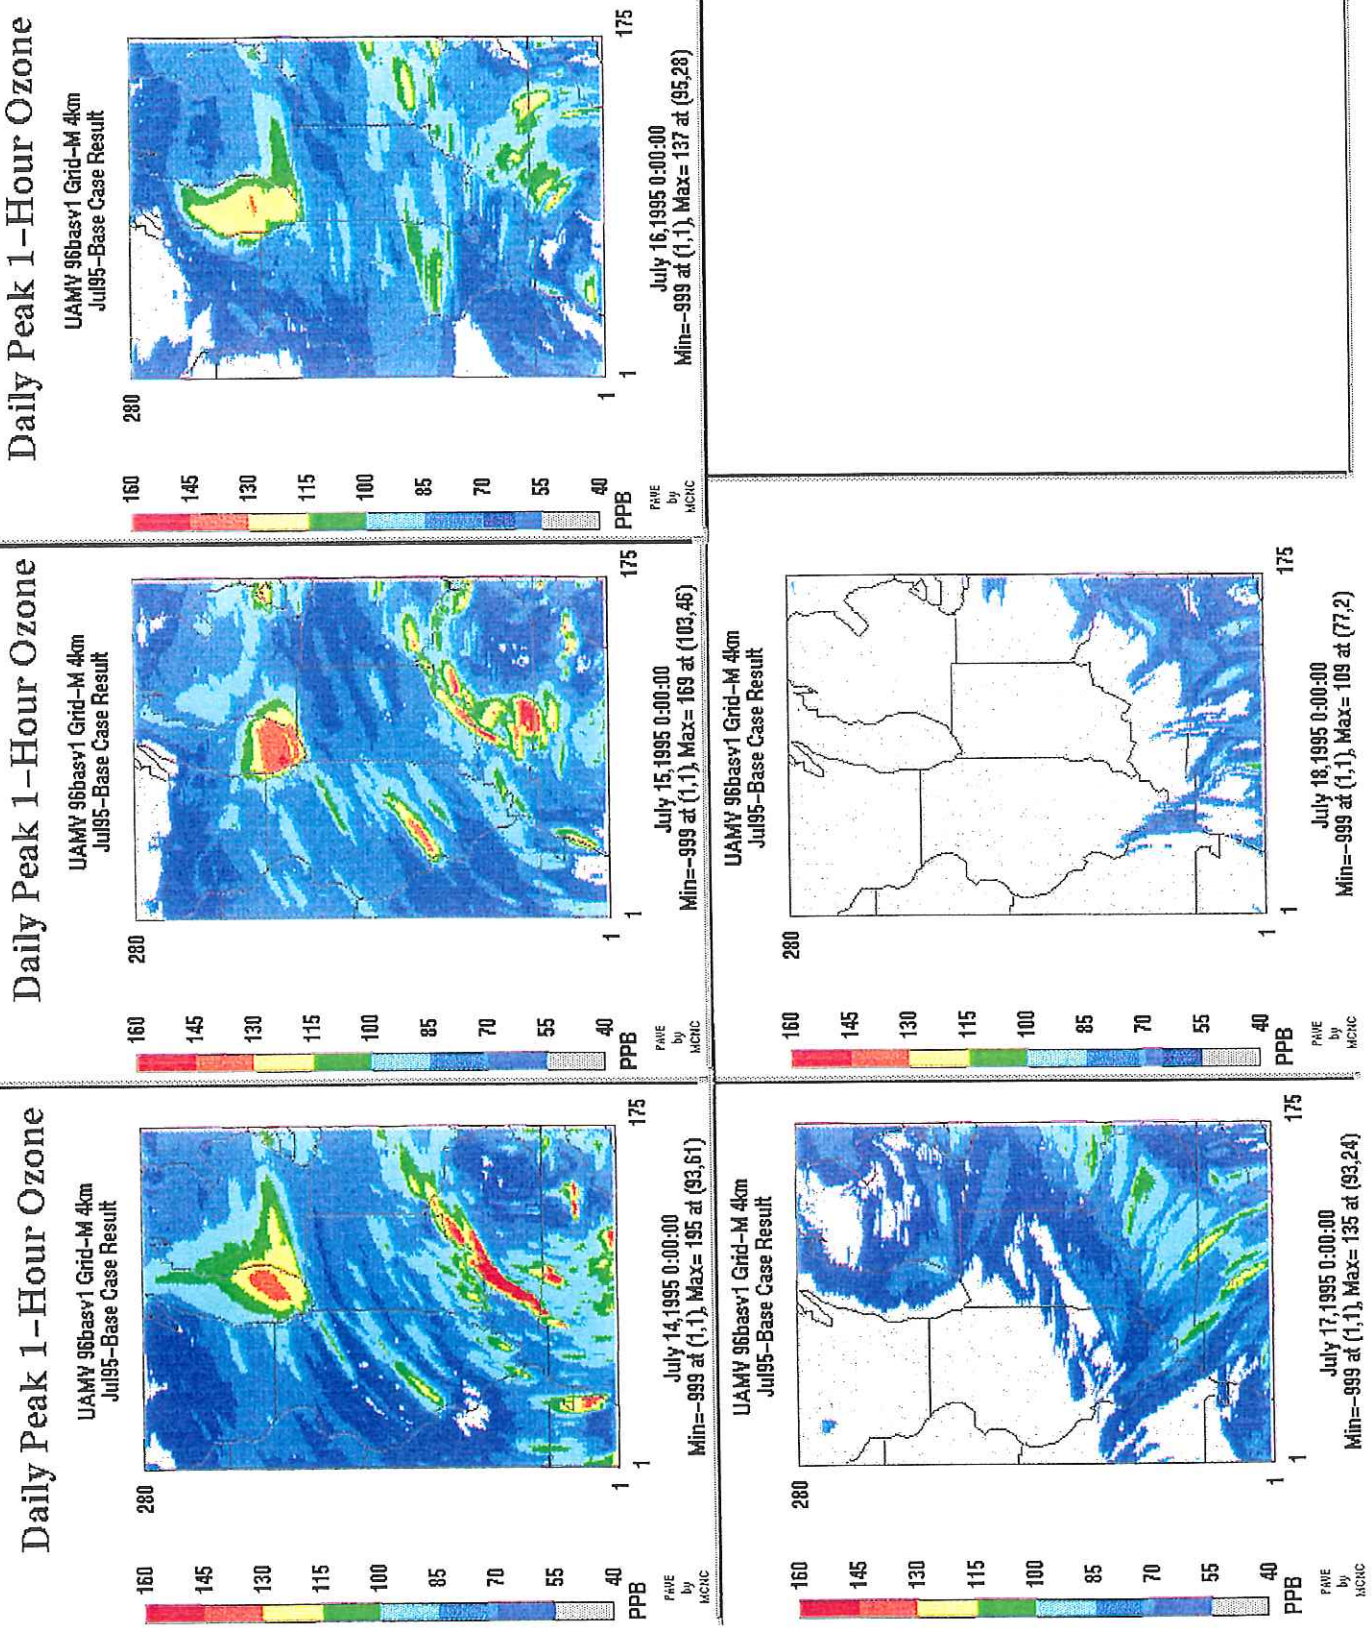 Daily Peak 1-Hour Ozone
UAMV 96basv1 Grid-M 4km
Jul95-Base Case Result
160
145
130
115
100
85
70
55
40
PPB
PAVE
by
MCNC
280
1
1
175
July 14,1995 0:00:00
Min=-999 at (1,1), Max= 195 at (93,61)
Daily Peak 1-Hour Ozone
UAMV 96basv1 Grid-M 4km
Jul95-Base Case Result
160
145
130
115
100
85
70
55
40
PPB
PAVE
by
MCNC
280
1
1
175
July 15,1995 0:00:00
Min=-999 at (1,1), Max= 169 at (103,46)
Daily Peak 1-Hour Ozone
UAMV 96basv1 Grid-M 4km
Jul95-Base Case Result
160
145
130
115
100
85
70
55
40
PPB
PAVE
by
MCNC
280
1
1
175
July 16,1995 0:00:00
Min=-999 at (1,1), Max= 137 at (95,28)
UAMV 96basv1 Grid-M 4km
Jul95-Base Case Result
160
145
130
115
100
85
70
55
40
PPB
PAVE
by
MCNC
280
1
1
175
July 17,1995 0:00:00
Min=-999 at (1,1), Max= 135 at (93,24)
UAMV 96basv1 Grid-M 4km
Jul95-Base Case Result
160
145
130
115
100
85
70
55
40
PPB
PAVE
by
MCNC
280
1
1
175
July 18,1995 0:00:00
Min=-999 at (1,1), Max= 109 at (77,2)